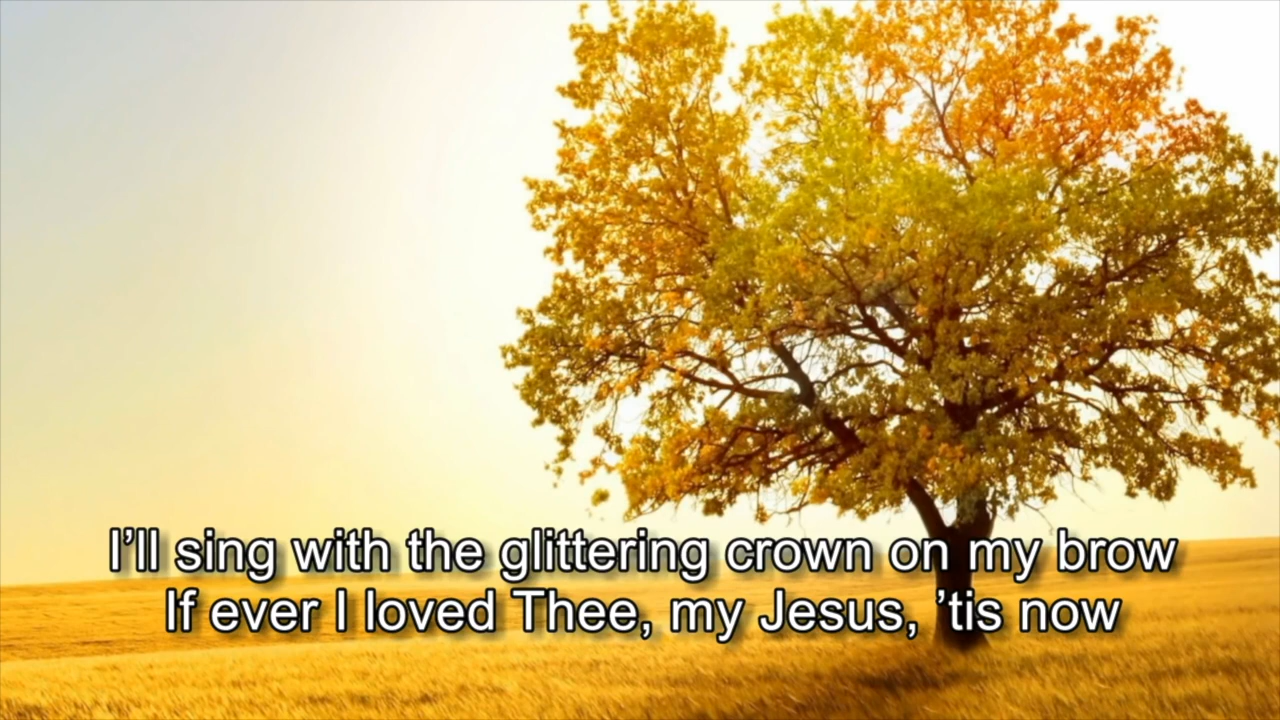 I’ll sing with the glittering crown on my brow
If ever I loved Thee, my Jesus, ’tis now